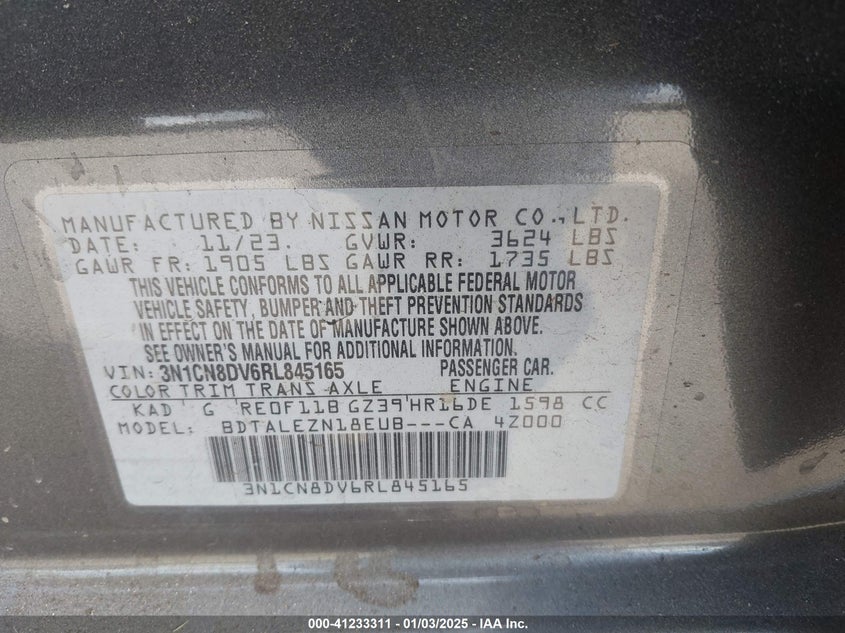 MANUFACTURED BY NISSAN MOTOR CO., LTD.
DATE: 11/23. GVWR: 3624 LBS
GAWR FR: 1905 LBS GAWR RR: 1735 LBS
THIS VEHICLE CONFORMS TO ALL APPLICABLE FEDERAL MOTOR
VEHICLE SAFETY, BUMPER AND THEFT PREVENTION STANDARDS
IN EFFECT ON THE DATE OF MANUFACTURE SHOWN ABOVE.
SEE OWNER'S MANUAL FOR ADDITIONAL INFORMATION.
VIN: 3N1CN8DV6RL845165 PASSENGER CAR.
COLOR TRIM TRANS AXLE ENGINE
KAD G RE0F11B GZ39 HR16DE 1598 CC
MODEL: BDTALEZN18EUB---CA 4Z000
3N1CN8DV6RL845165
000-41233311 - 01/03/2025 - IAA Inc.